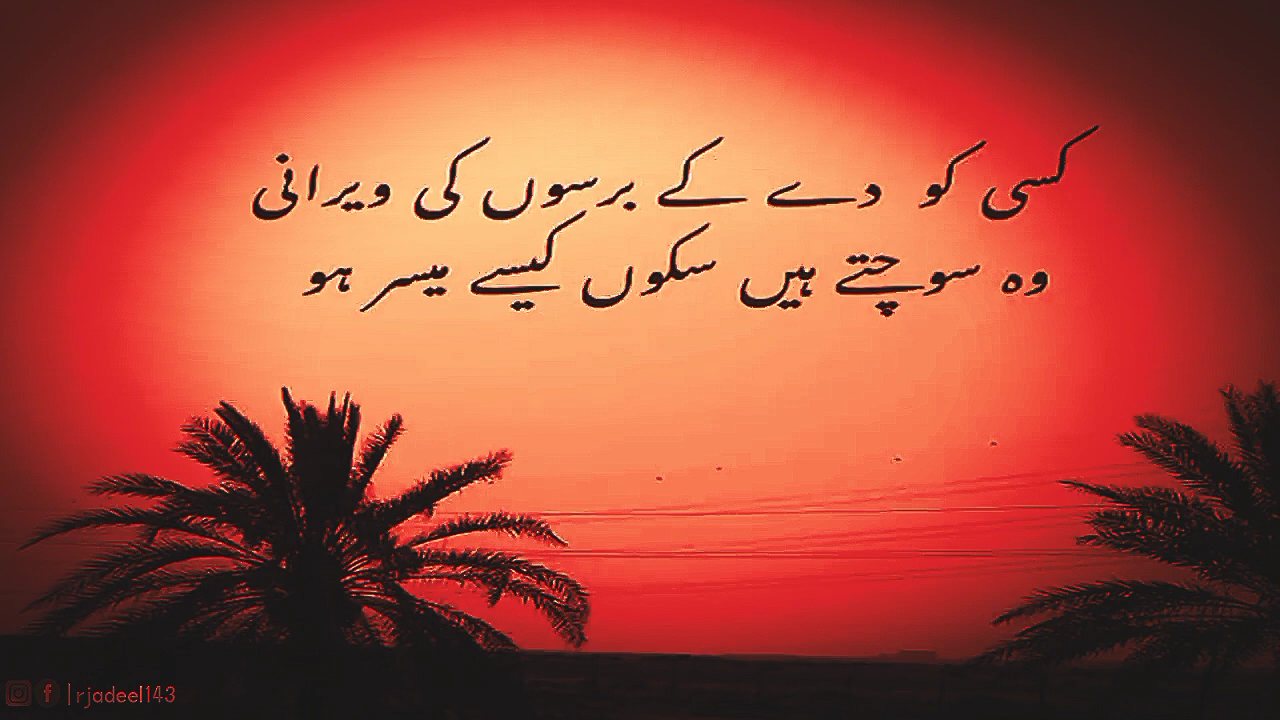 کسی کو دے کے برسوں کی ویرانی
وہ سوچتے ہیں سکوں کیسے میسر ہو
|rjadeel143